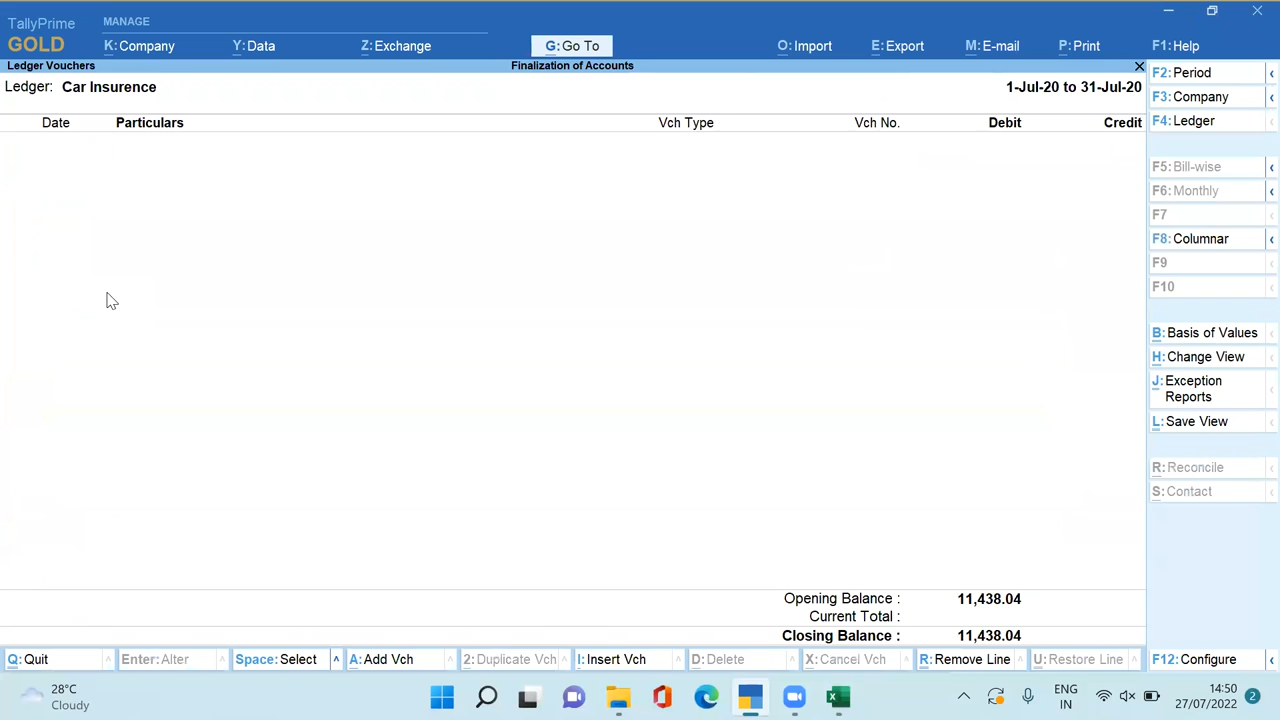 TallyPrime
GOLD
MANAGE
K:Company
Y:Data
Z:Exchange
G:Go To
O:Import
E:Export
M:E-mail
P:Print
F1:Help
Ledger Vouchers
Finalization of Accounts
Ledger: Car Insurence
1-Jul-20 to 31-Jul-20
Date Particulars Vch Type Vch No. Debit Credit
Opening Balance : 11,438.04
Current Total :
Closing Balance : 11,438.04
F2:Period
F3:Company
F4:Ledger
F5:Bill-wise
F6:Monthly
F7
F8:Columnar
F9
F10
B:Basis of Values
H:Change View
J:Exception
Reports
L:Save View
R:Reconcile
S:Contact
F12:Configure
Q:Quit
Enter:Alter
Space:Select
A:Add Vch
2:Duplicate Vch
I:Insert Vch
D:Delete
X:Cancel Vch
R:Remove Line
U:Restore Line
28°C
Cloudy
ENG
IN
14:50
27/07/2022
2